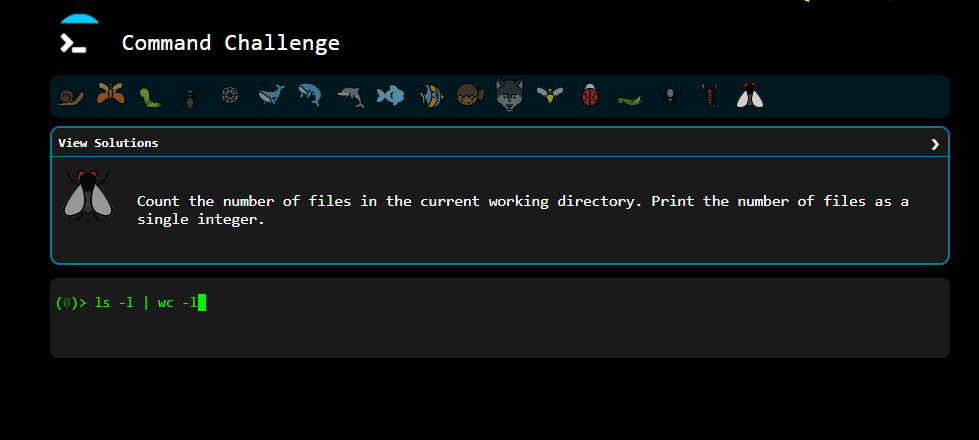 Command Challenge
View Solutions
Count the number of files in the current working directory. Print the number of files as a
single integer.
(0)> ls -l | wc -l